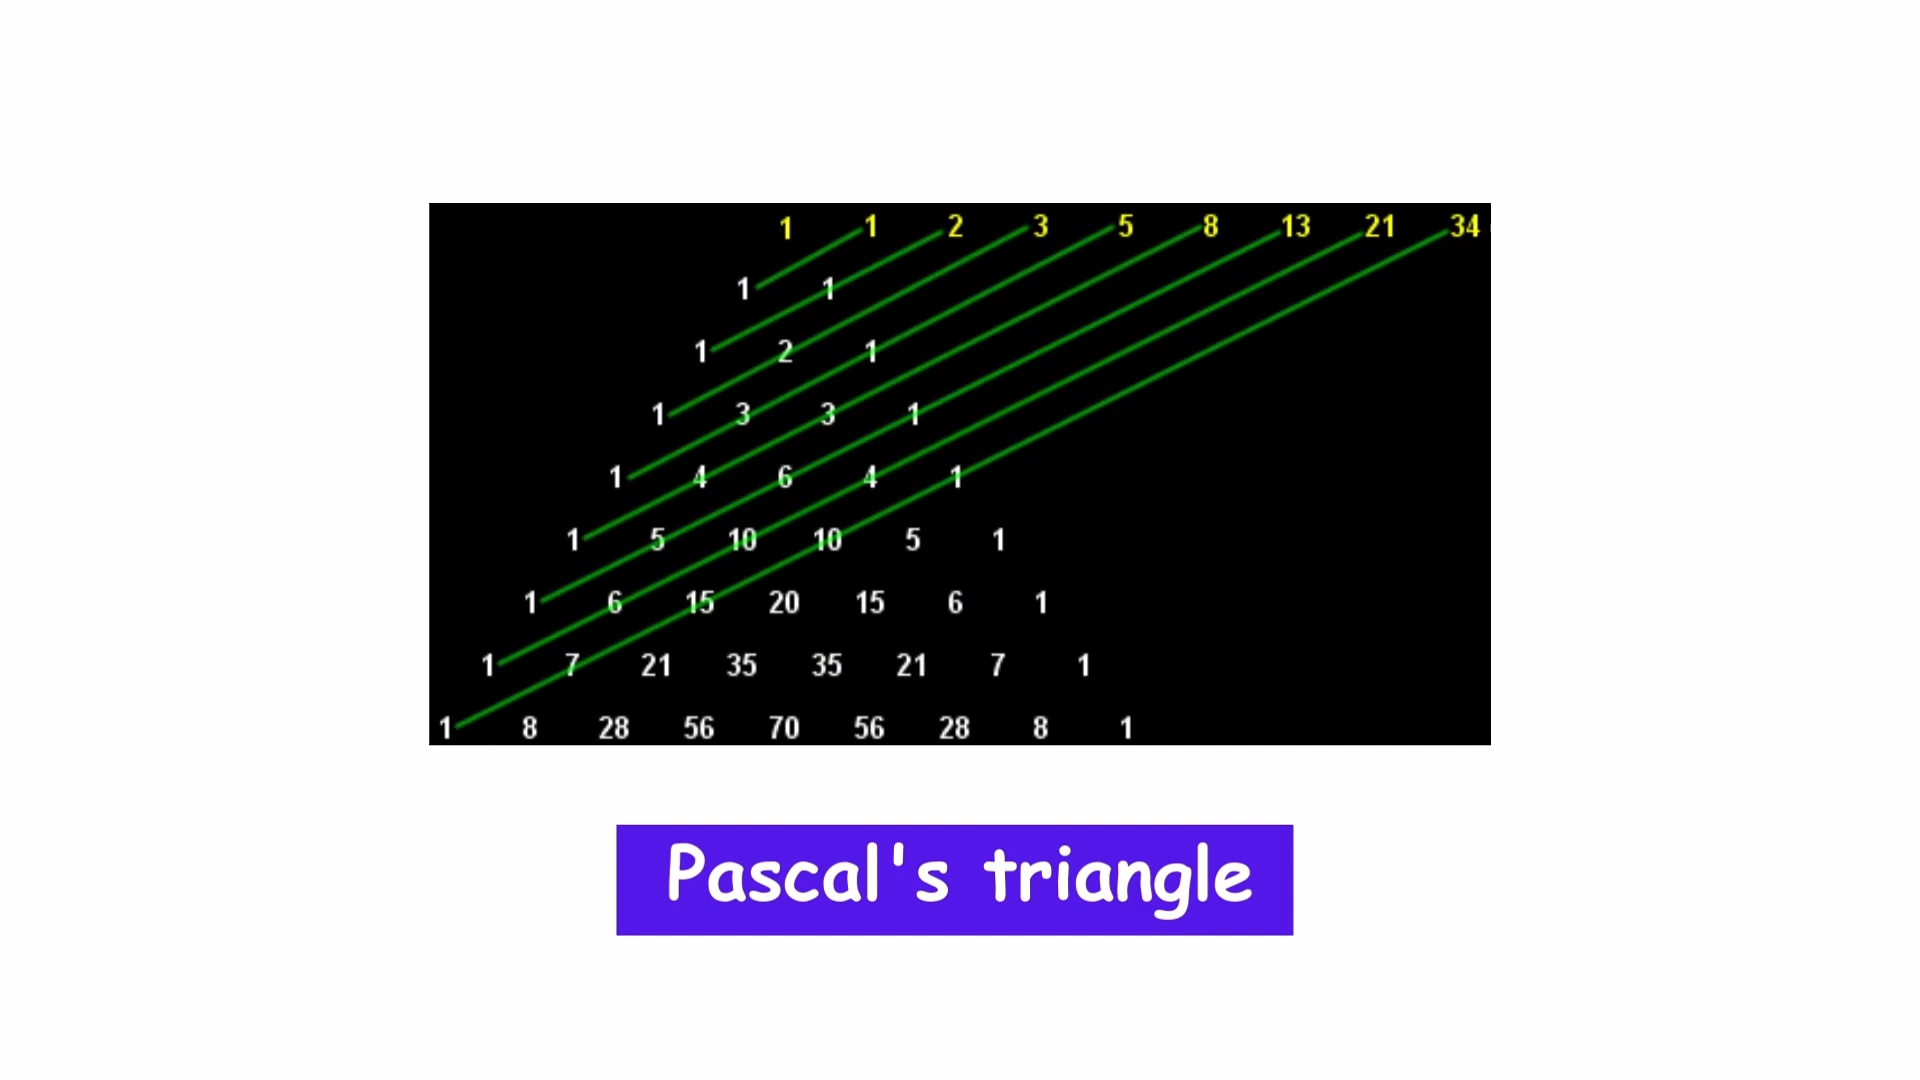 1 1 2 3 5 8 13 21 34
1 1
1 2 1
1 3 3 1
1 4 6 4 1
1 5 10 10 5 1
1 6 15 20 15 6 1
1 7 21 35 35 21 7 1
1 8 28 56 70 56 28 8 1
Pascal's triangle